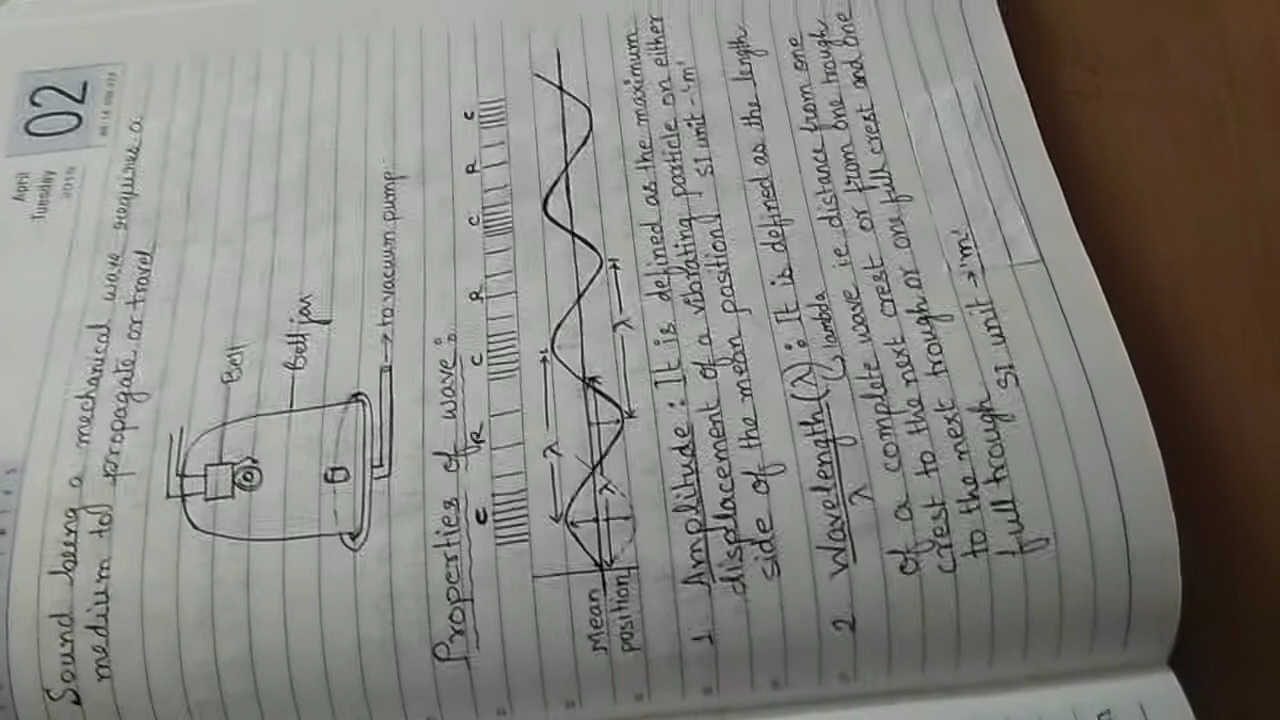 April
Tuesday
2019
02
Sound being a mechanical wave requires a
medium to propagate or travel
Bell
Bell jar
→ to vacuum pump
Properties of wave :
C R C R C R C
λ
λ
λ
Mean
position
1 Amplitude : It is defined as the maximum
displacement of a vibrating particle on either
side of the mean position SI unit - 'm'
2 Wavelength (λ) : It is defined as the length
λ ↳ lambda
of a complete wave ie distance from one
crest to the next crest or from one trough
to the next trough or one full crest and one
full trough SI unit → 'm'